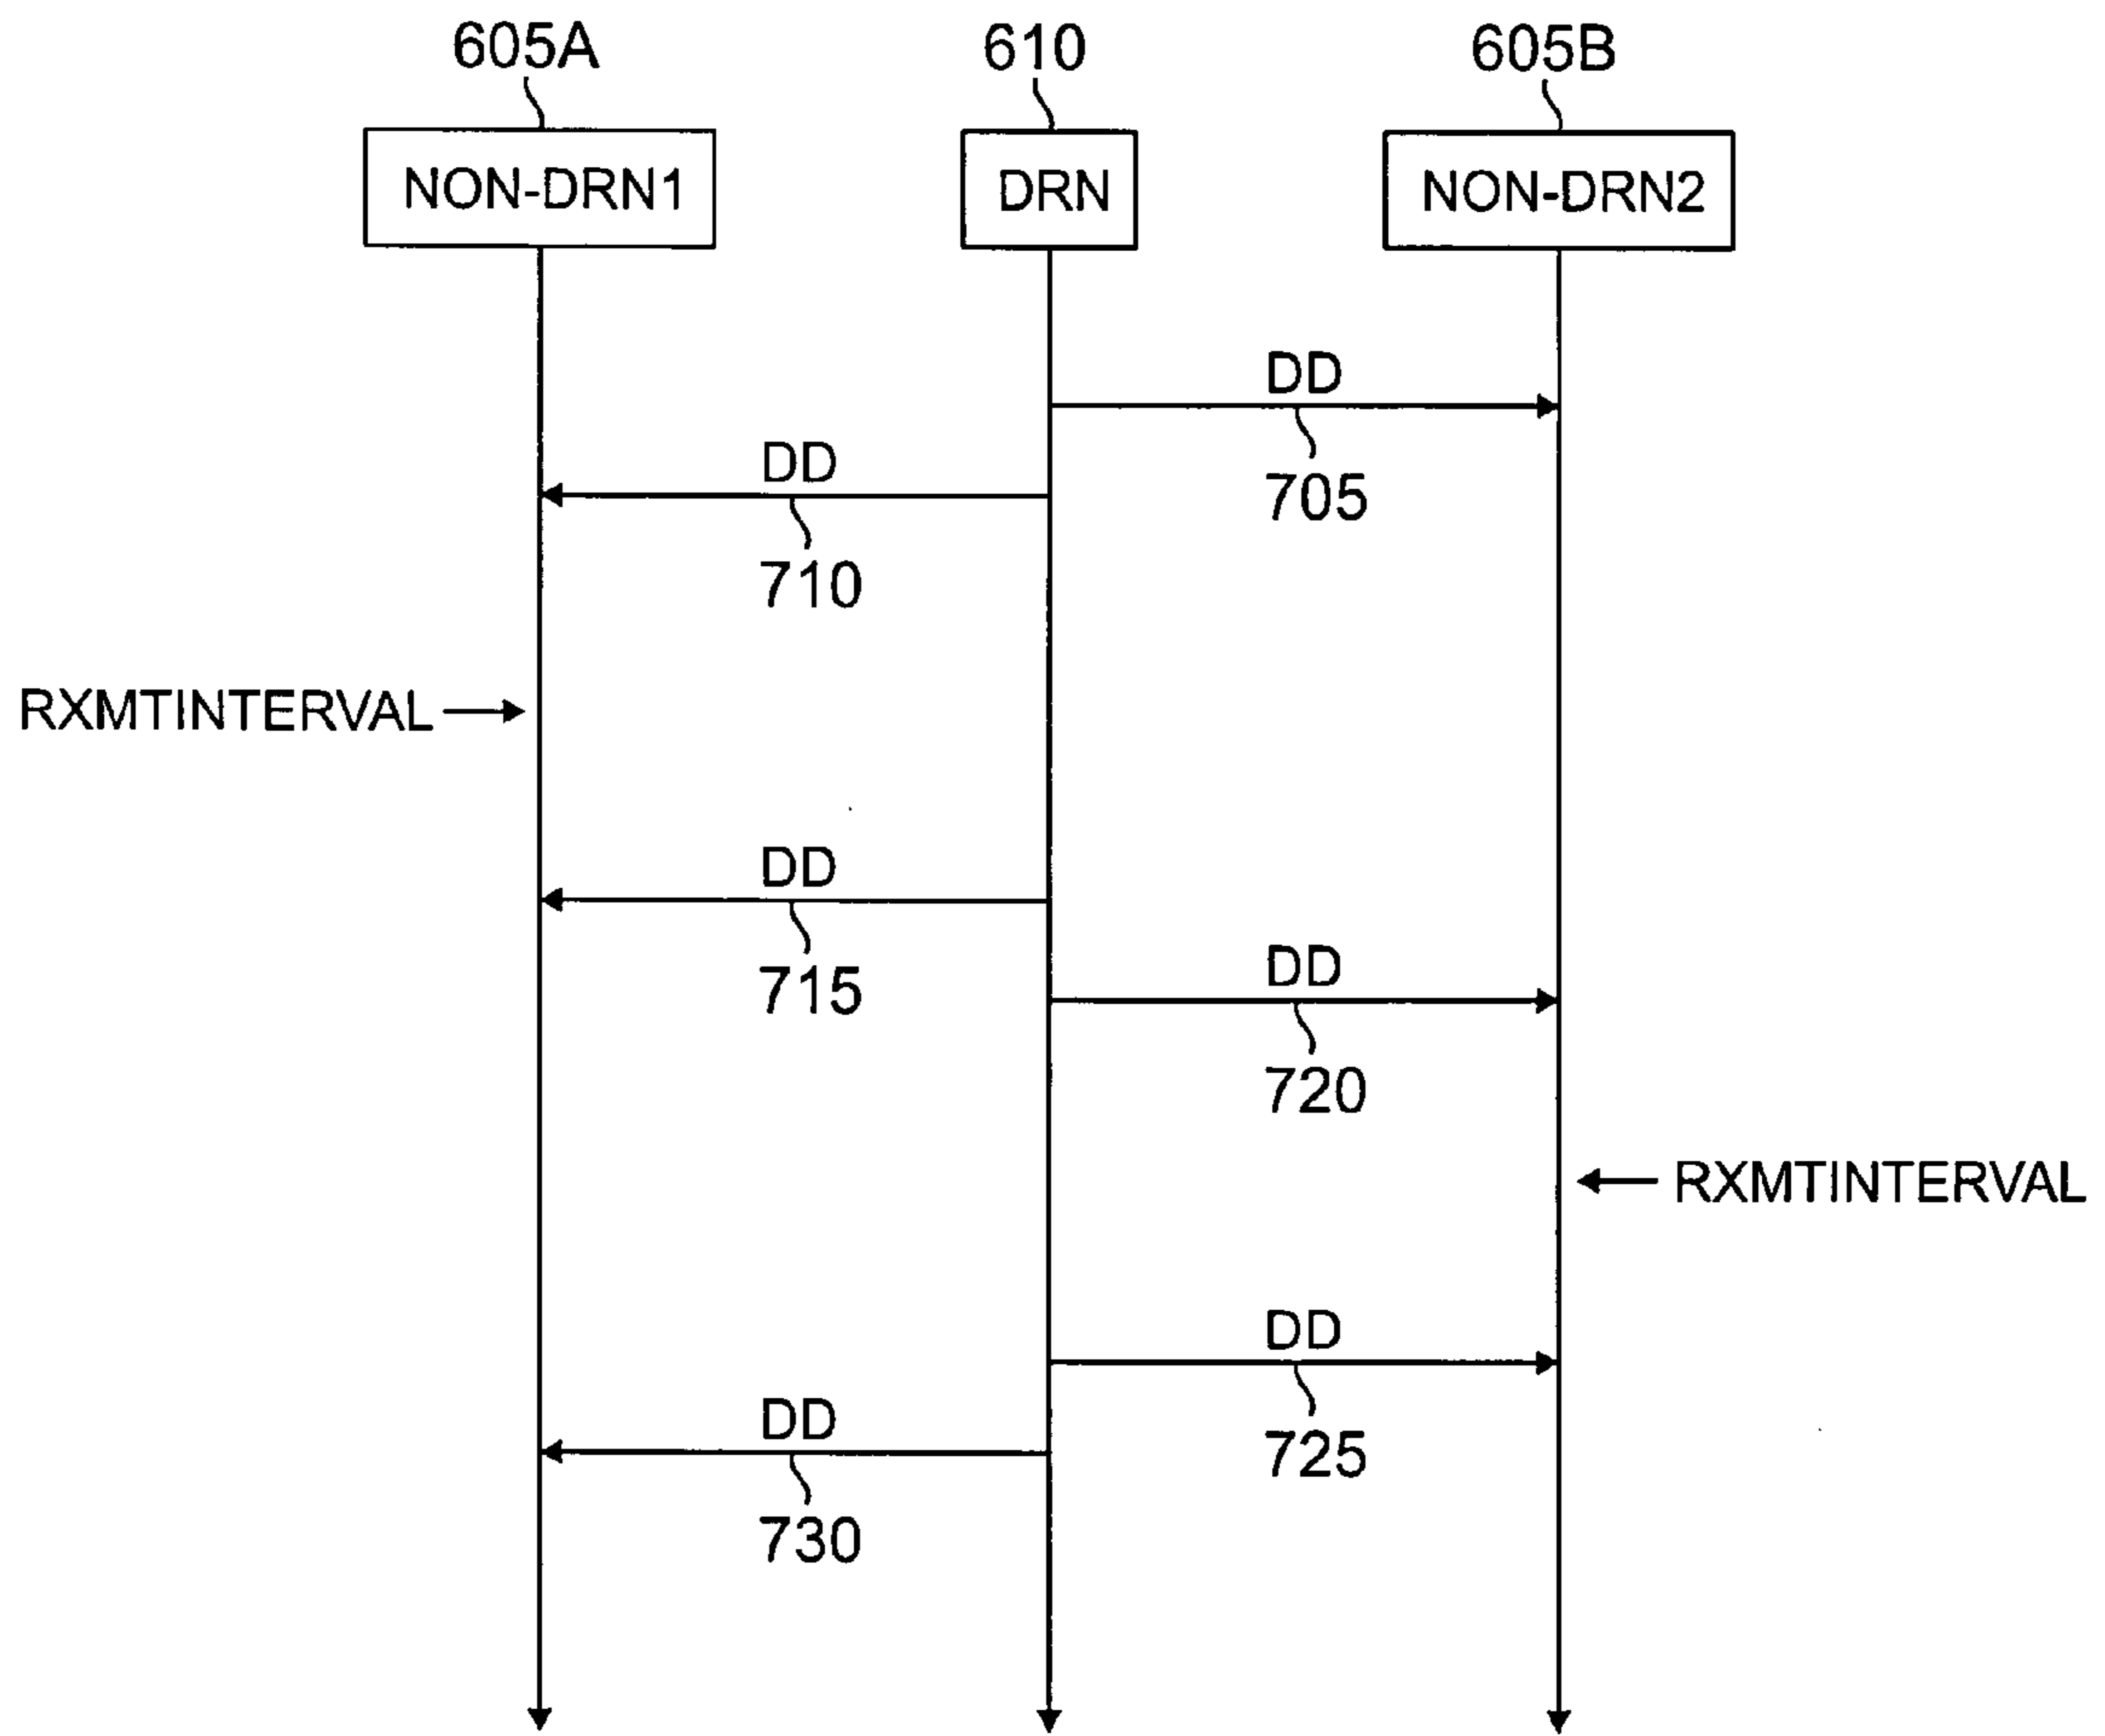 605A
610
605B
NON-DRN1
DRN
NON-DRN2
DD
705
DD
710
RXMTINTERVAL
DD
715
DD
720
RXMTINTERVAL
DD
725
DD
730